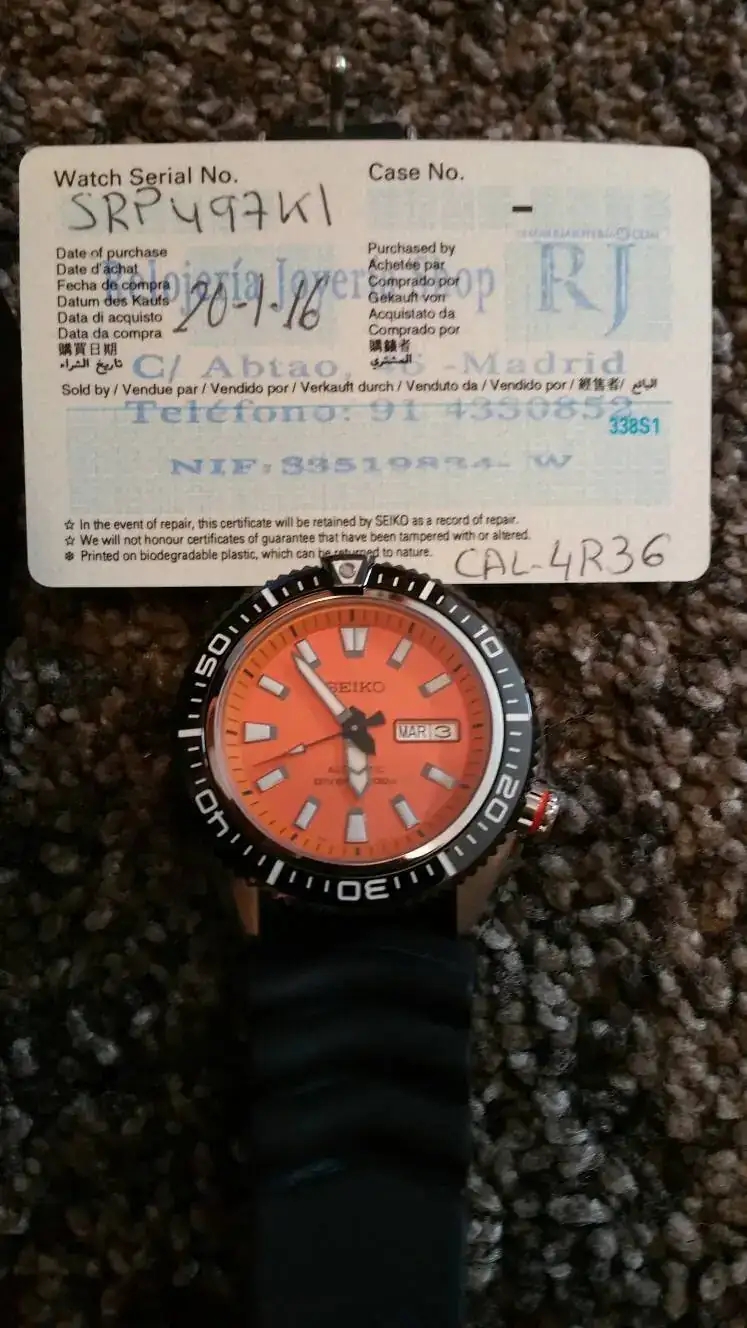 Watch Serial No.
SRP497K1
Case No.
-
Date of purchase
Date d'achat
Fecha de compra
Datum des Kaufs
Data di acquisto
Data da compra
購買日期
تاريخ الشراء
20-1-16
Purchased by
Achetée par
Comprado por
Gekauft von
Acquistato da
Comprado por
購錶者
المشتري
Relojería Joyería Shop
RJ
C/ Abtao, -Madrid
Sold by / Vendue par / Vendido por / Verkauft durch / Venduto da / Vendido por / 經售者/ البائع
Teléfono: 91 4330852
338S1
NIF: W
☆ In the event of repair, this certificate will be retained by SEIKO as a record of repair.
☆ We will not honour certificates of guarantee that have been tampered with or altered.
❄ Printed on biodegradable plastic, which can be returned to nature.
CAL-4R36
10
20
30
40
50
SEIKO
MAR 3
AUTOMATIC
DIVER'S 200m